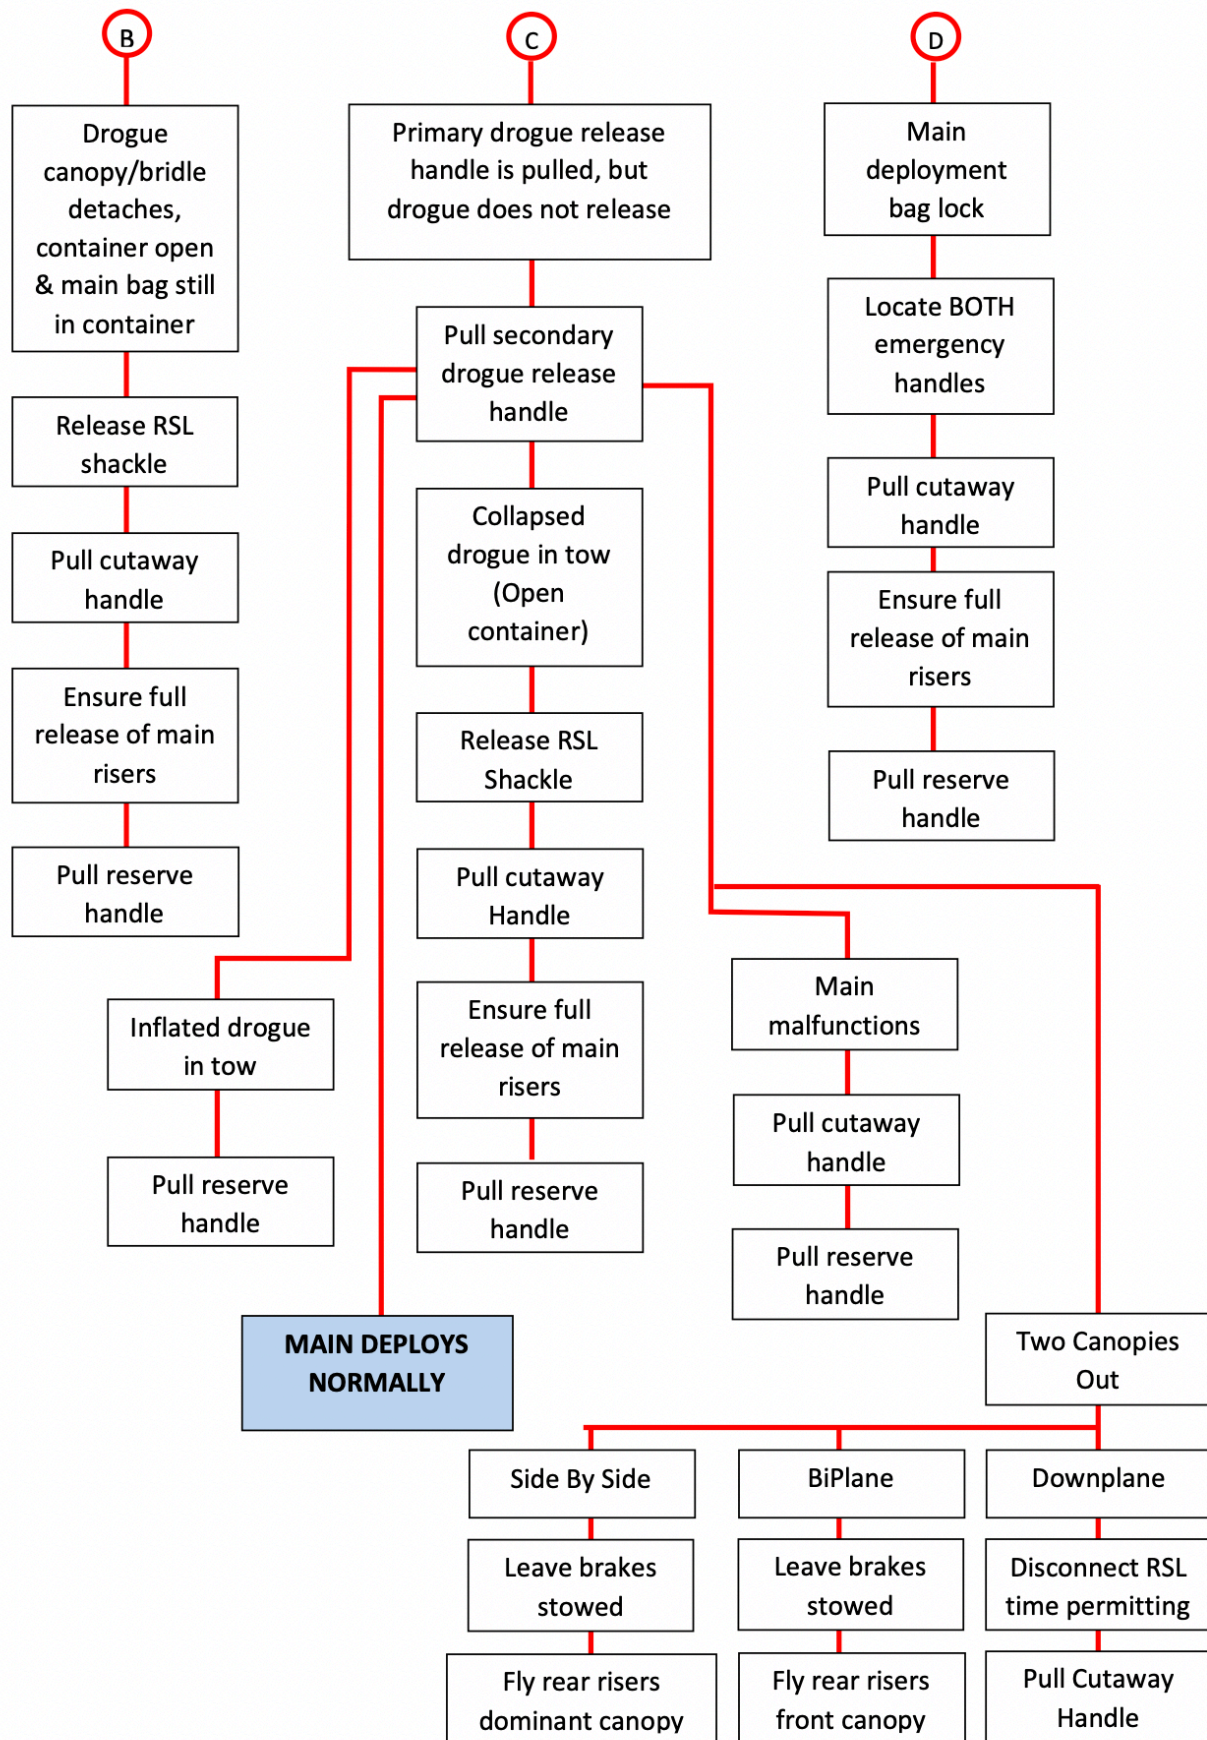 B
Drogue
canopy/bridle
detaches,
container open
& main bag still
in container
Release RSL
shackle
Pull cutaway
handle
Ensure full
release of main
risers
Pull reserve
handle
C
Primary drogue release
handle is pulled, but
drogue does not release
Pull secondary
drogue release
handle
Inflated drogue
in tow
Pull reserve
handle
MAIN DEPLOYS
NORMALLY
Collapsed
drogue in tow
(Open
container)
Release RSL
Shackle
Pull cutaway
Handle
Ensure full
release of main
risers
Pull reserve
handle
Main
malfunctions
Pull cutaway
handle
Pull reserve
handle
Two Canopies
Out
Side By Side
Leave brakes
stowed
Fly rear risers
dominant canopy
BiPlane
Leave brakes
stowed
Fly rear risers
front canopy
Downplane
Disconnect RSL
time permitting
Pull Cutaway
Handle
D
Main
deployment
bag lock
Locate BOTH
emergency
handles
Pull cutaway
handle
Ensure full
release of main
risers
Pull reserve
handle